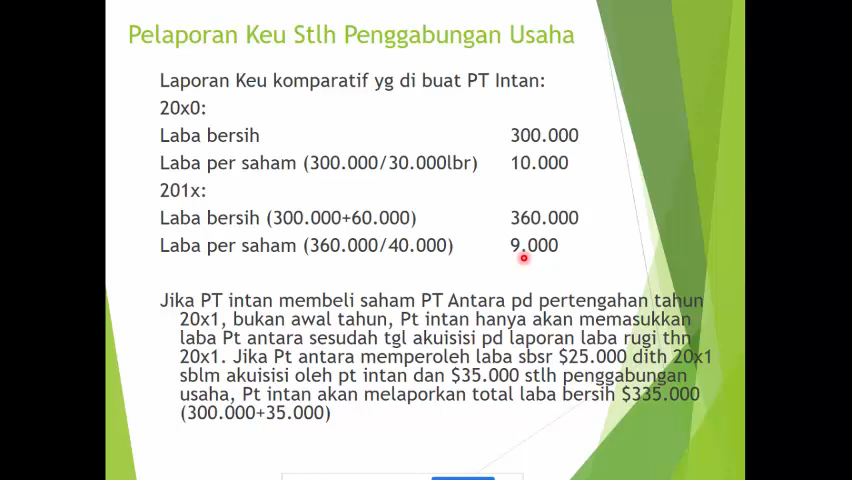 Pelaporan Keu Stlh Penggabungan Usaha
Laporan Keu komparatif yg di buat PT Intan:
20x0:
Laba bersih 300.000
Laba per saham (300.000/30.000lbr) 10.000
201x:
Laba bersih (300.000+60.000) 360.000
Laba per saham (360.000/40.000) 9.000
Jika PT intan membeli saham PT Antara pd pertengahan tahun
20x1, bukan awal tahun, Pt intan hanya akan memasukkan
laba Pt antara sesudah tgl akuisisi pd laporan laba rugi thn
20x1. Jika Pt antara memperoleh laba sbsr $25.000 dith 20x1
sblm akuisisi oleh pt intan dan $35.000 stlh penggabungan
usaha, Pt intan akan melaporkan total laba bersih $335.000
(300.000+35.000)